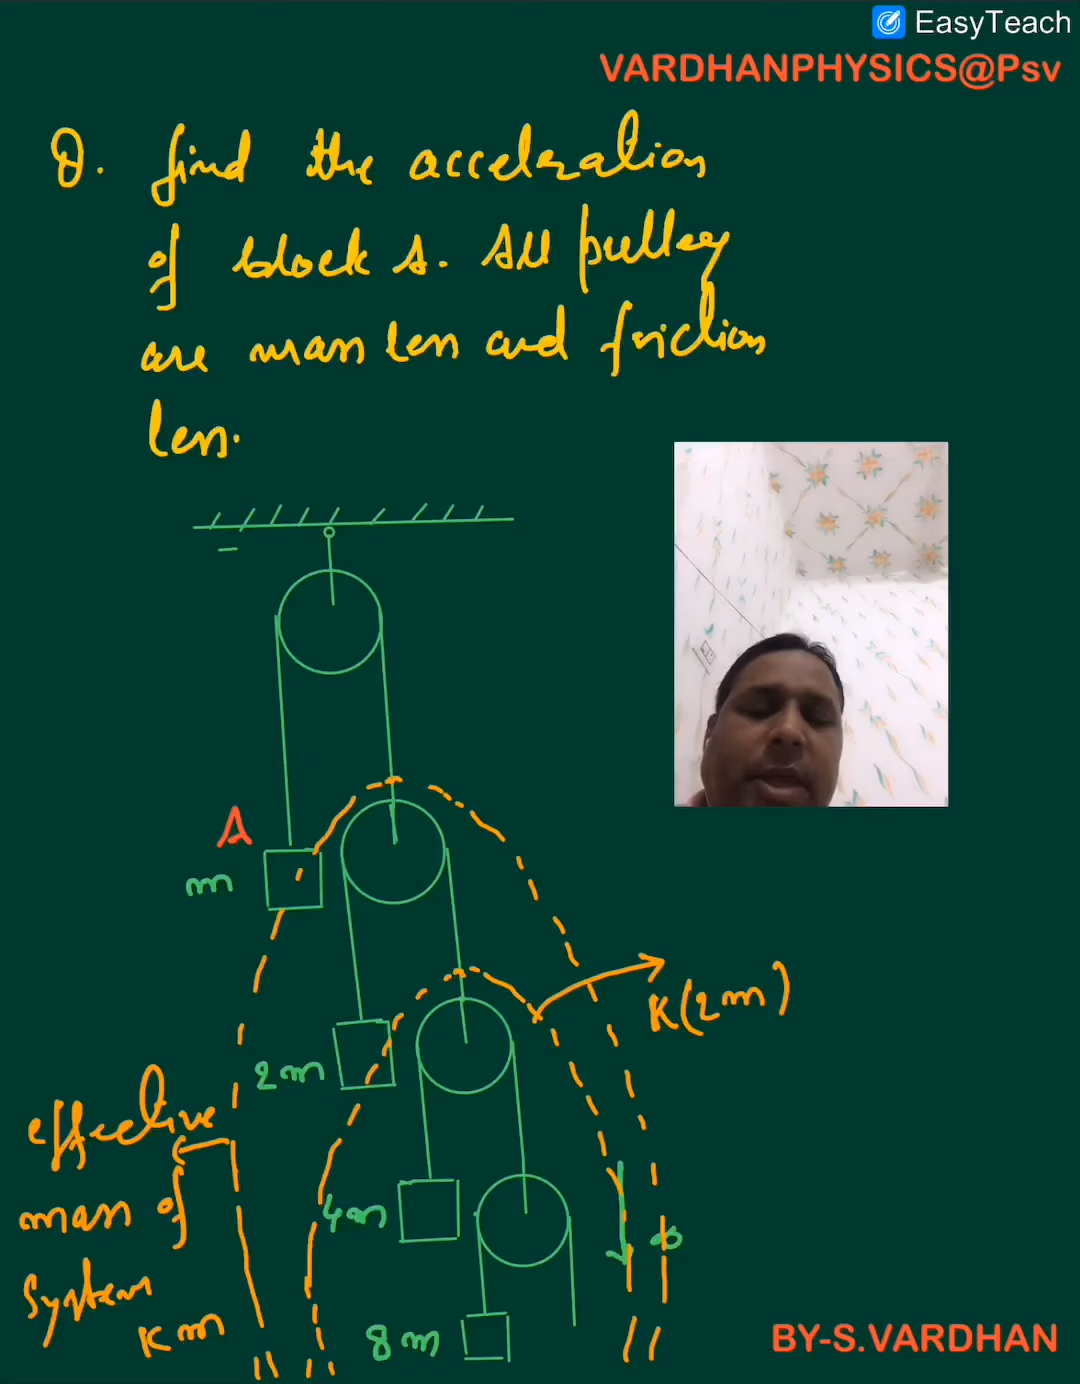 EasyTeach
VARDHANPHYSICS@Psv
Q. find the acceleration
of block A. All pulley
are mass less and friction
less.
A
m
K(2m)
2m
effective
mass of
system
Km
4m
∞
8m
BY-S.VARDHAN